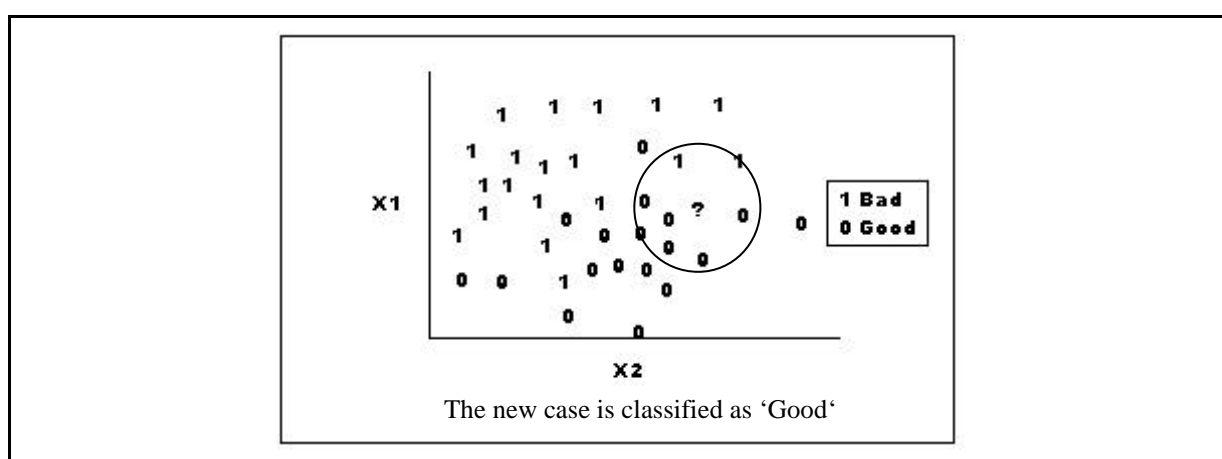 1 1 1 1 1
1 1 1 1 0 1 1
1 1
X1 1 1 1 0 ? 1 Bad
0 0 0 0 0 Good
1 1 0 0 0 0
0 0 1 0 0 0 0
0 0
X2
The new case is classified as ‘Good‘